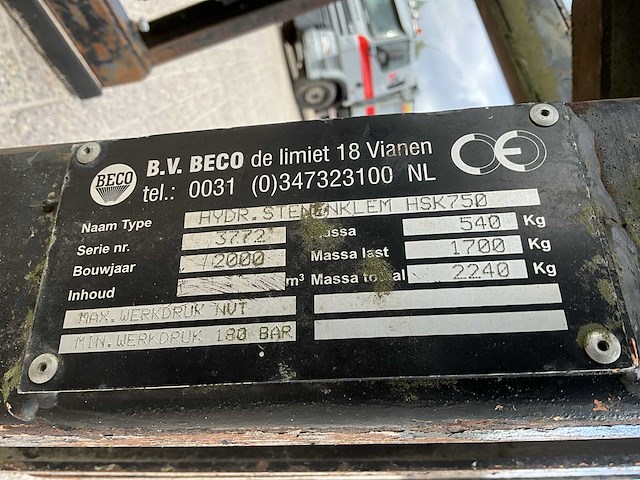 BECO
B.V. BECO de limiet 18 Vianen
tel.: 0031 (0)347323100 NL
CE
Naam Type HYDR. STENENKLEM HSK750
Serie nr. 3772 Massa 540 Kg
Bouwjaar 2000 Massa last 1700 Kg
Inhoud m³ Massa totaal 2240 Kg
MAX. WERKDRUK NVT
MIN. WERKDRUK 180 BAR